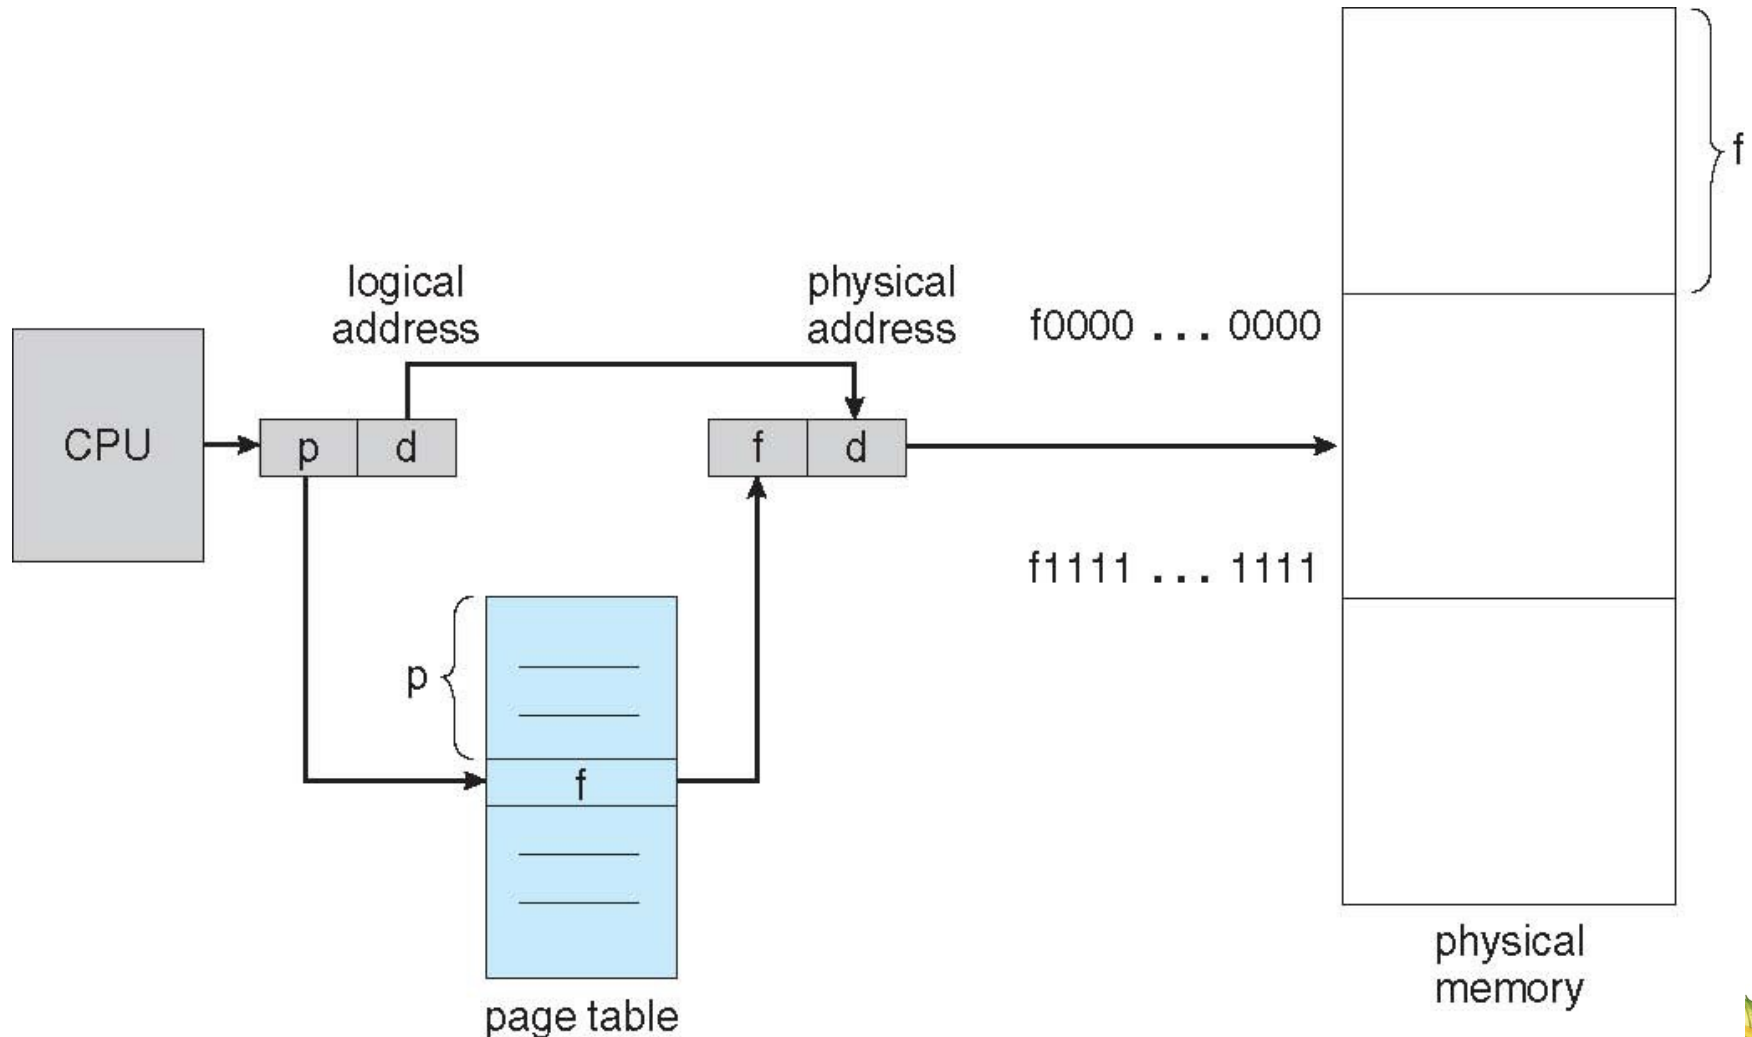 f
logical
address
physical
address
f0000 ... 0000
CPU
p
d
f
d
f1111 ... 1111
p
f
physical
memory
page table